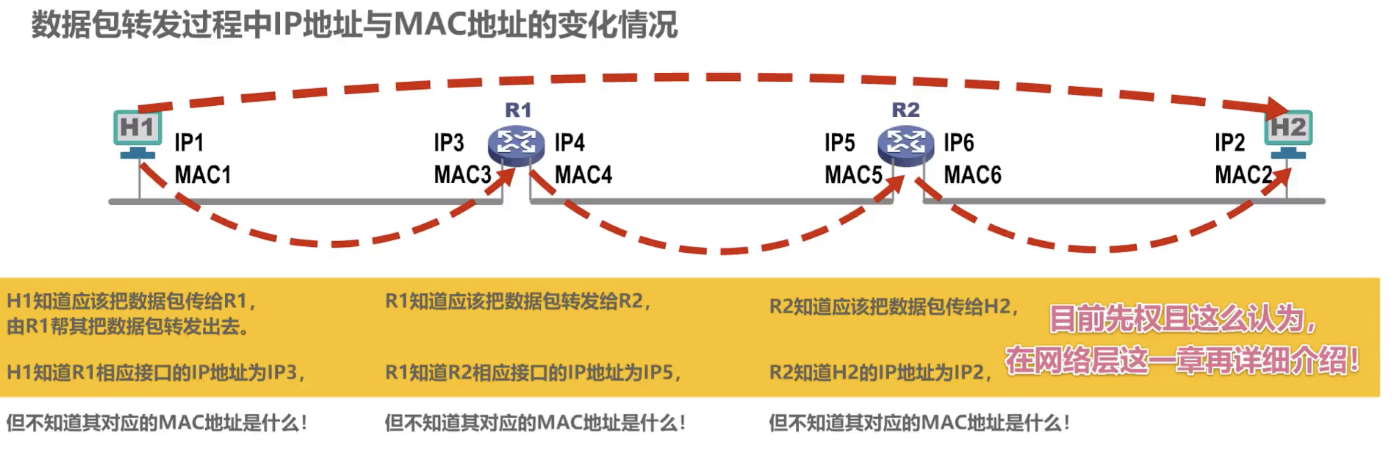 数据包转发过程中IP地址与MAC地址的变化情况
R1
R2
H1
H2
IP1
IP3
IP4
IP5
IP6
IP2
MAC1
MAC3
MAC4
MAC5
MAC6
MAC2
H1知道应该把数据包传给R1，
由R1帮其把数据包转发出去。
H1知道R1相应接口的IP地址为IP3，
但不知道其对应的MAC地址是什么！
R1知道应该把数据包转发给R2，
R1知道R2相应接口的IP地址为IP5，
但不知道其对应的MAC地址是什么！
R2知道应该把数据包传给H2，
R2知道H2的IP地址为IP2，
但不知道其对应的MAC地址是什么！
目前先权且这么认为，
在网络层这一章再详细介绍！